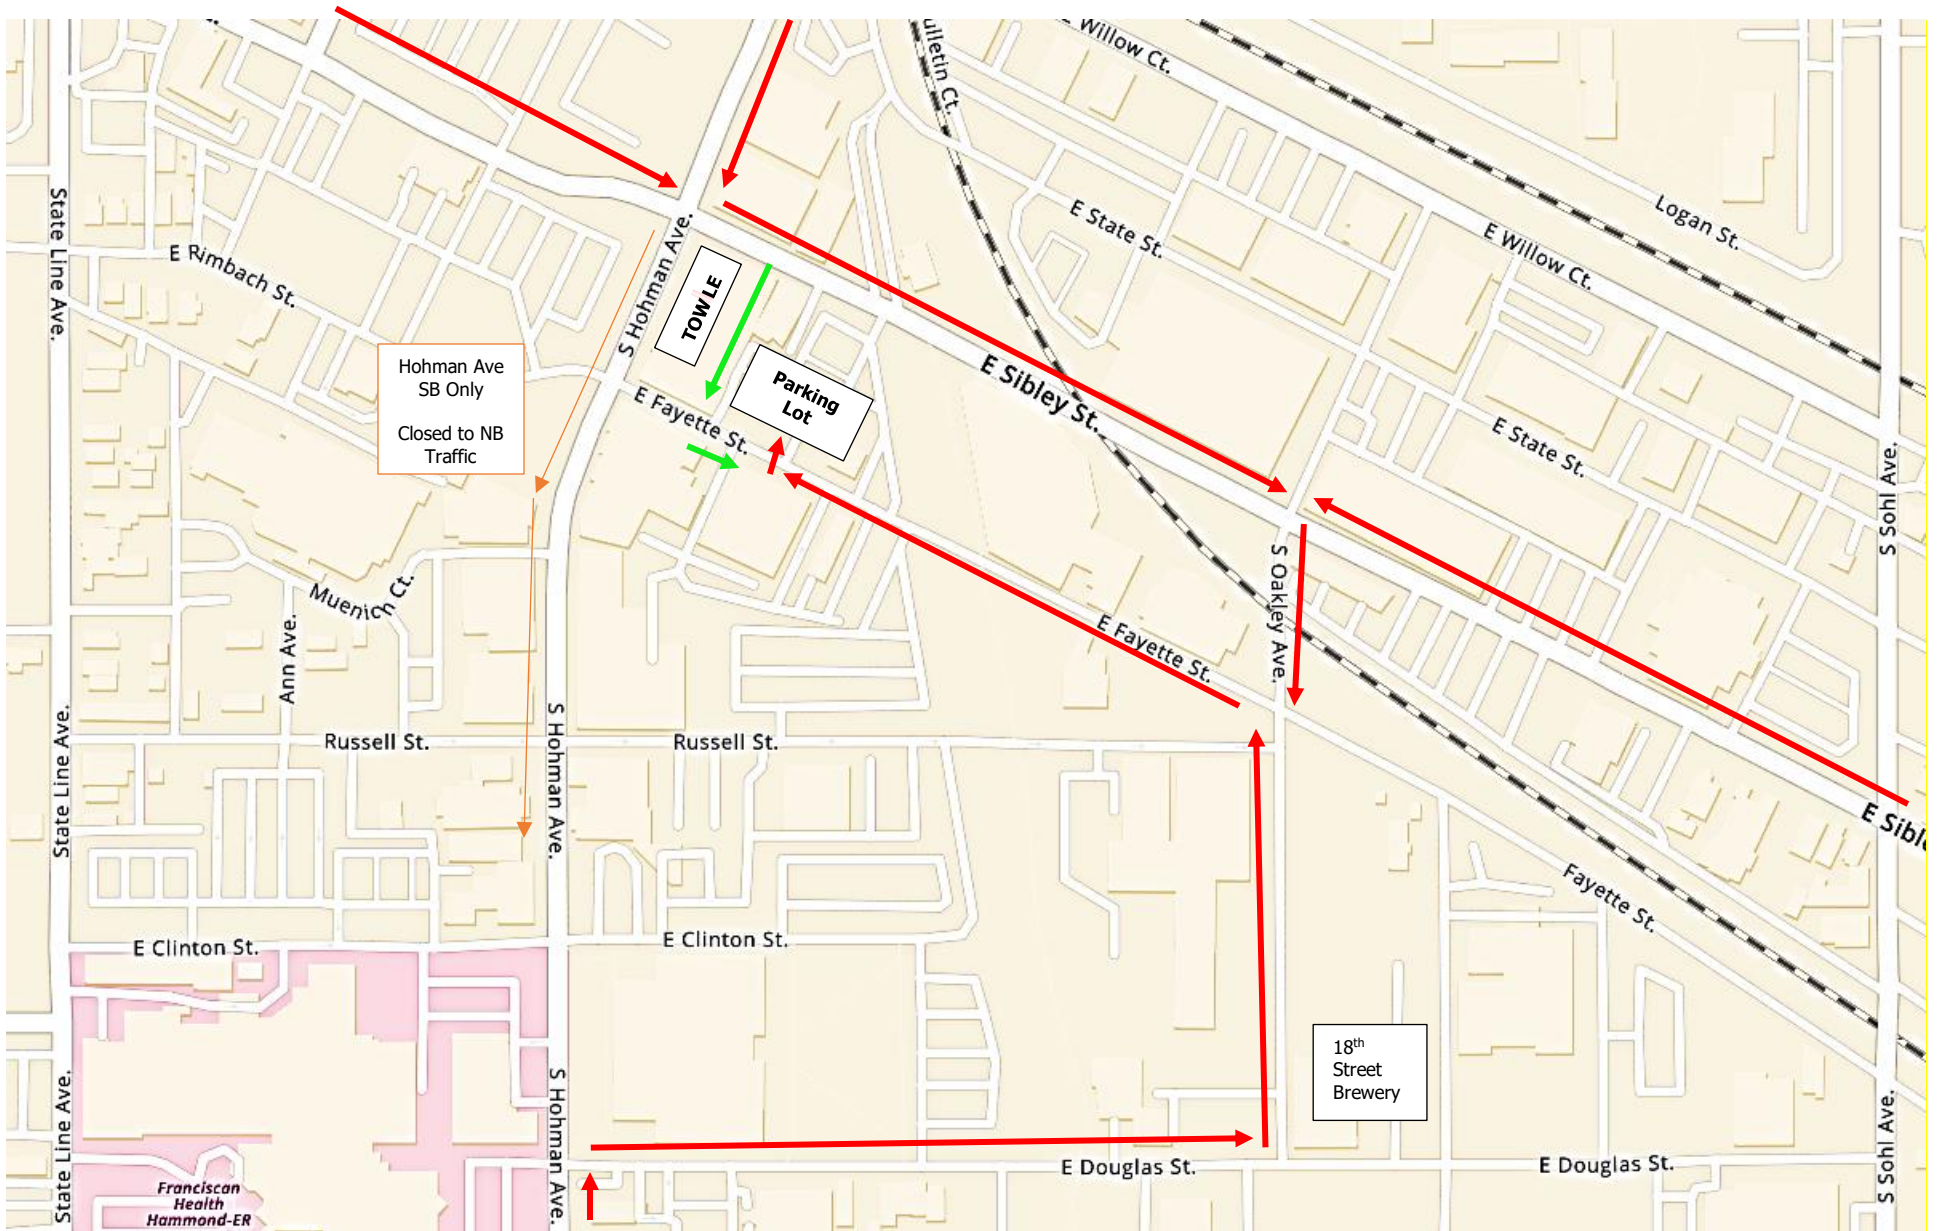 ulletin Ct.
E Willow Ct.
Logan St.
State Line Ave.
E Rimbach St.
S Hohman Ave.
TOWLE
E State St.
E Willow Ct.
Hohman Ave
SB Only
Closed to NB
Traffic
Parking
Lot
E Fayette St.
E Sibley St.
E State St.
S Sohl Ave.
Muenich Ct.
Ann Ave.
S Oakley Ave.
E Fayette St.
State Line Ave.
Russell St.
S Hohman Ave.
Russell St.
E Sible
Fayette St.
E Clinton St.
E Clinton St.
18th
Street
Brewery
State Line Ave.
S Hohman Ave.
Franciscan
Health
Hammond-ER
E Douglas St.
E Douglas St.
S Sohl Ave.